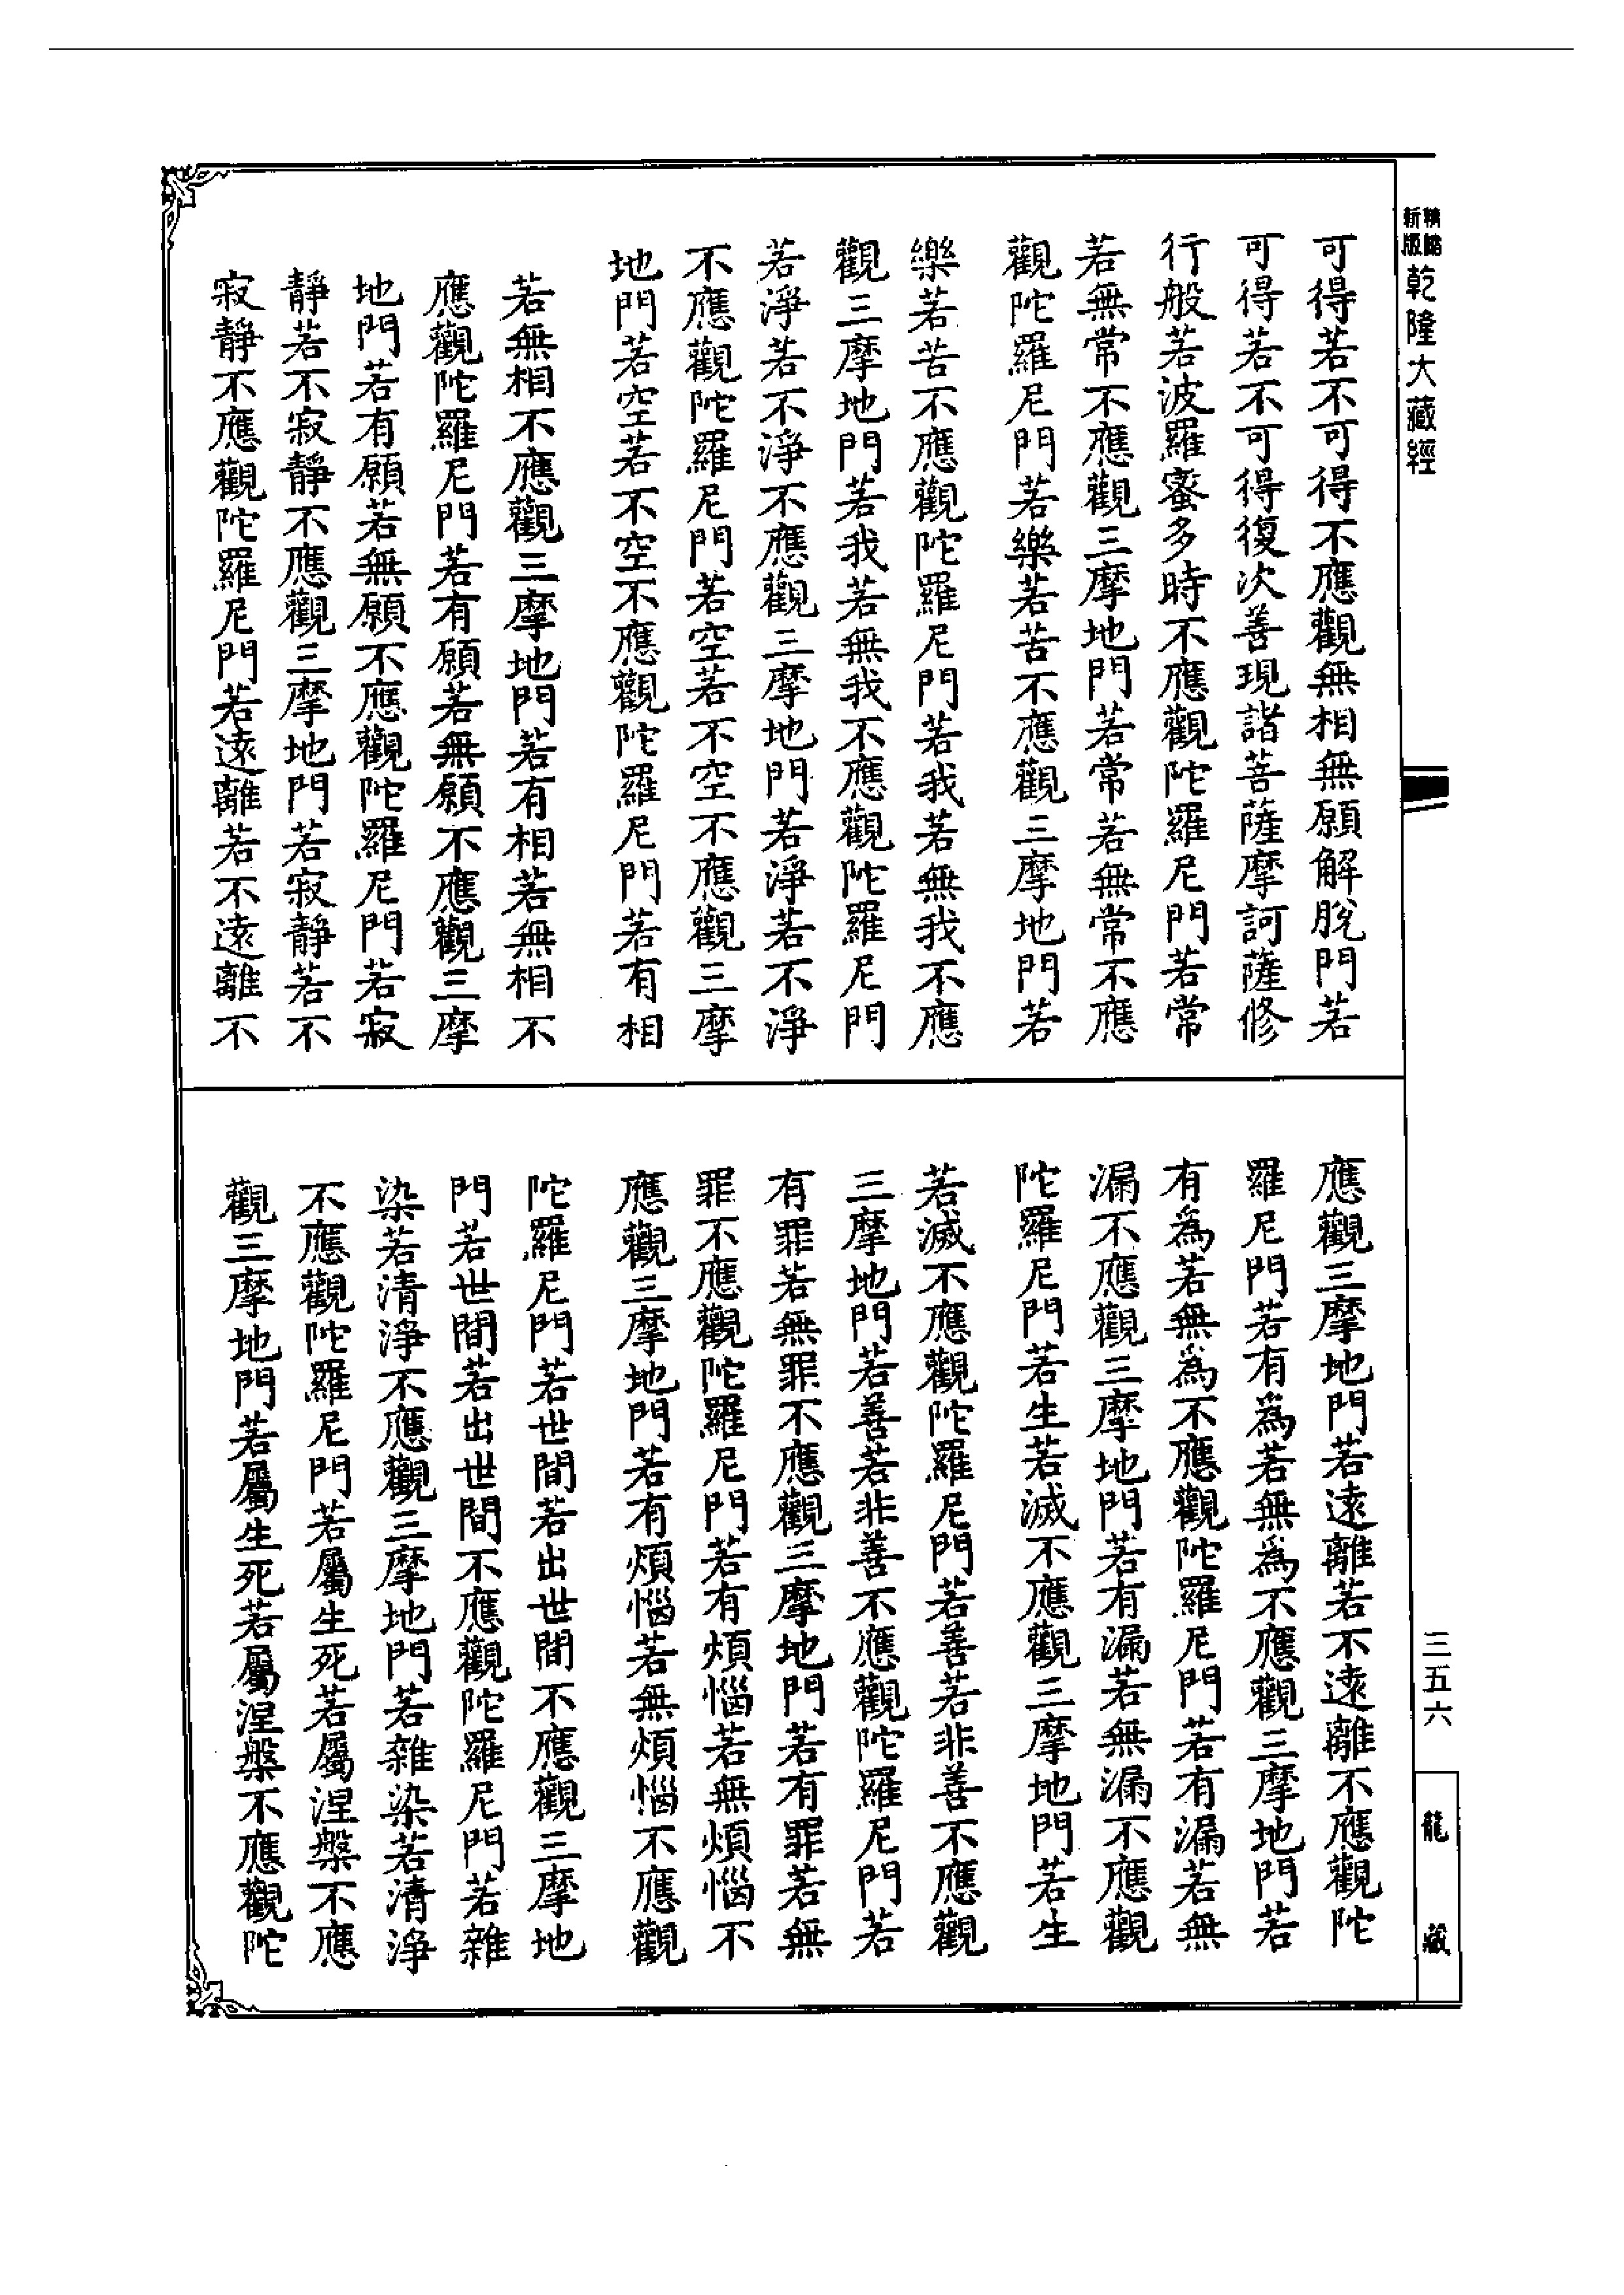 精縮
新版
乾隆大藏經
可得若不可得不應觀無相無願解脫門若
可得若不可得復次善現諸菩薩摩訶薩修
行般若波羅蜜多時不應觀陀羅尼門若常
若無常不應觀三摩地門若常若無常不應
觀陀羅尼門若樂若苦不應觀三摩地門若
樂若苦不應觀陀羅尼門若我若無我不應
觀三摩地門若我若無我不應觀陀羅尼門
若淨若不淨不應觀三摩地門若淨若不淨
不應觀陀羅尼門若空若不空不應觀三摩
地門若空若不空不應觀陀羅尼門若有相
若無相不應觀三摩地門若有相若無相不
應觀陀羅尼門若有願若無願不應觀三摩
地門若有願若無願不應觀陀羅尼門若寂
靜若不寂靜不應觀三摩地門若寂靜若不
寂靜不應觀陀羅尼門若遠離若不遠離不
應觀三摩地門若遠離若不遠離不應觀陀
羅尼門若有為若無為不應觀三摩地門若
有為若無為不應觀陀羅尼門若有漏若無
漏不應觀三摩地門若有漏若無漏不應觀
陀羅尼門若生若滅不應觀三摩地門若生
若滅不應觀陀羅尼門若善若非善不應觀
三摩地門若善若非善不應觀陀羅尼門若
有罪若無罪不應觀三摩地門若有罪若無
罪不應觀陀羅尼門若有煩惱若無煩惱不
應觀三摩地門若有煩惱若無煩惱不應觀
陀羅尼門若世間若出世間不應觀三摩地
門若世間若出世間不應觀陀羅尼門若雜
染若清淨不應觀三摩地門若雜染若清淨
不應觀陀羅尼門若屬生死若屬涅槃不應
觀三摩地門若屬生死若屬涅槃不應觀陀
三五六
龍藏